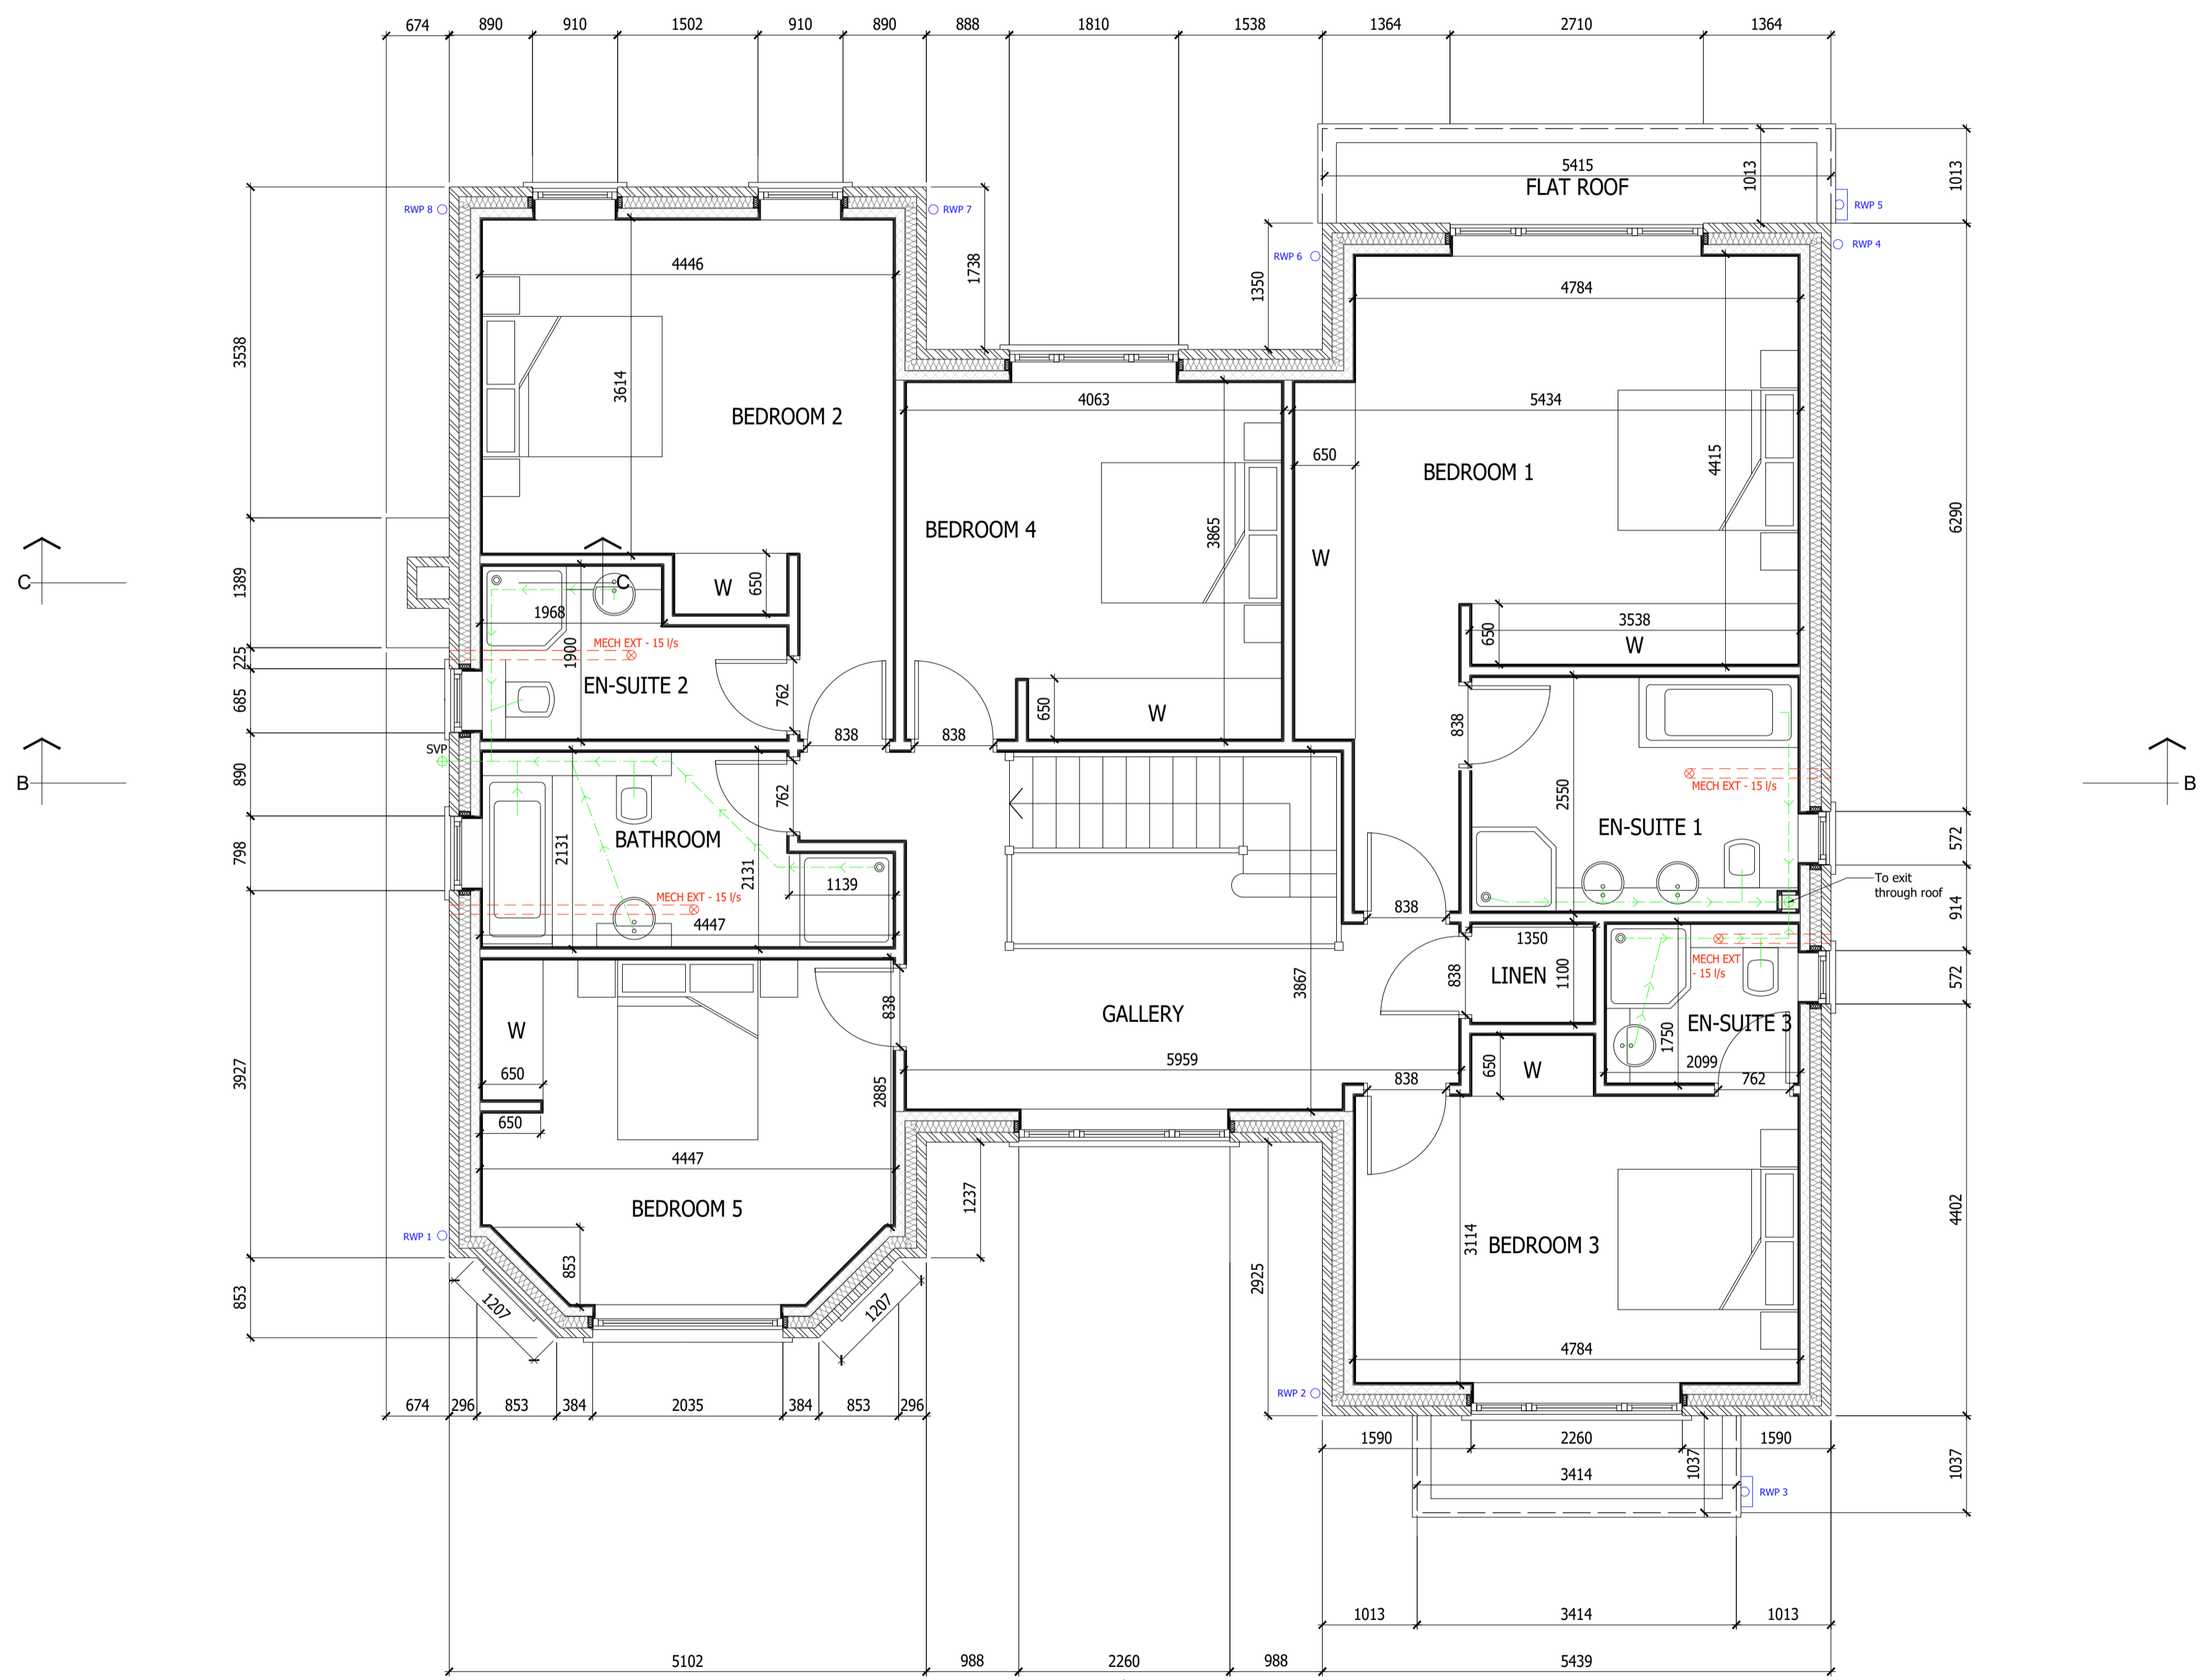 674 890 910 1502 910 890 888 1810 1538 1364 2710 1364
5415
FLAT ROOF
1013
1013
RWP 8
RWP 7
RWP 5
RWP 4
RWP 6
1738
1350
4446
4784
3538
3614
BEDROOM 2
4063
5434
650
BEDROOM 1
4415
BEDROOM 4
3865
6290
W
C
C
W
650
1389
1968
1900
MECH EXT - 15 l/s
225
685
EN-SUITE 2
762
650
W
650
3538
W
838
838
838
SVP
B
B
890
762
2550
MECH EXT - 15 l/s
798
2131
BATHROOM
2131
1139
MECH EXT - 15 l/s
4447
EN-SUITE 1
572
To exit
through roof
914
838
1350
LINEN
1100
838
MECH EXT
- 15 l/s
572
EN-SUITE 3
1750
2099
762
3867
GALLERY
5959
838
838
W
650
650
3927
2885
650
W
4447
BEDROOM 5
1237
RWP 1
853
853
1207
1207
2925
3114
BEDROOM 3
4402
4784
RWP 2
674 296 853 384 2035 384 853 296
1590 2260 1590
1037
1037
3414
RWP 3
1013 3414 1013
5102 988 2260 988 5439